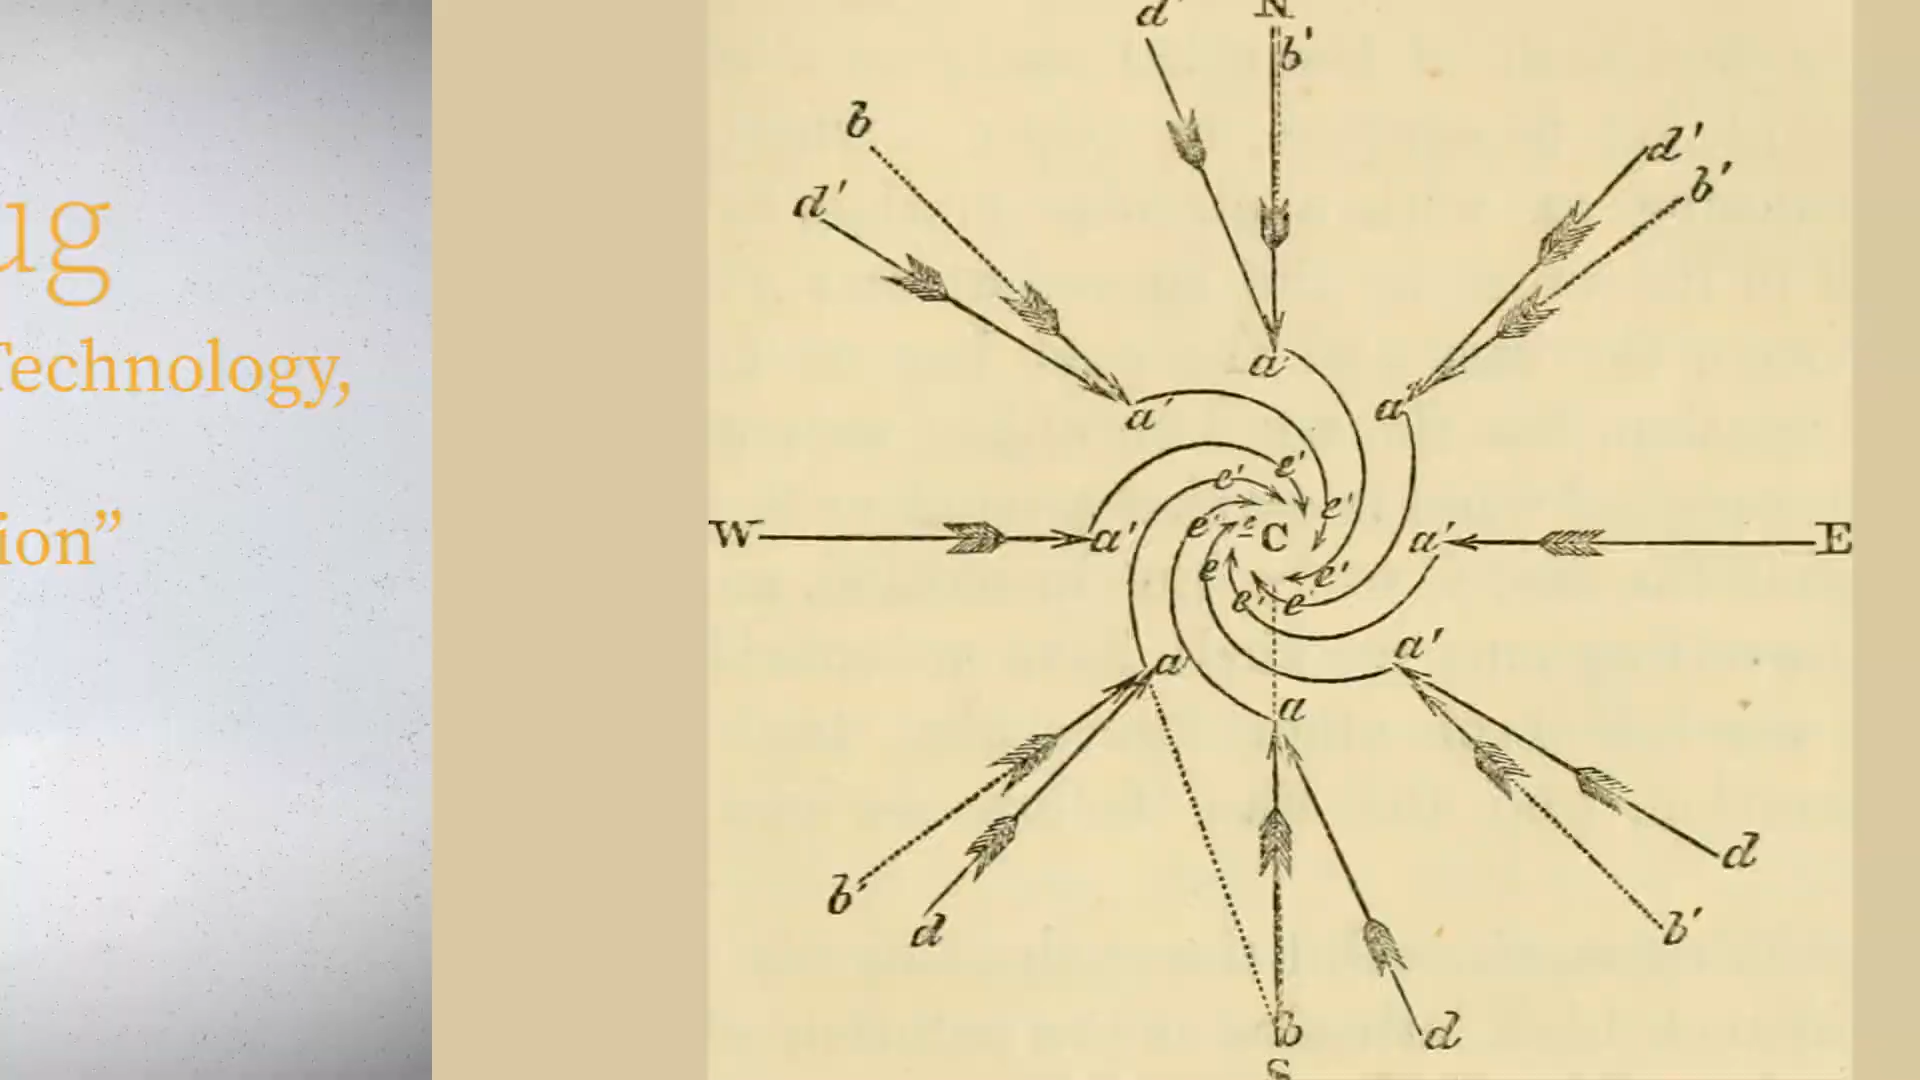 ug
Technology,
ion”
d'
N
b'
b
d'
d'
b'
a'
a'
a'
e'
e'
e'
W
a'
e'
e
C
a'
E
e
e'
e'
e'
a'
a
a
d
b'
d
b'
b
d
S